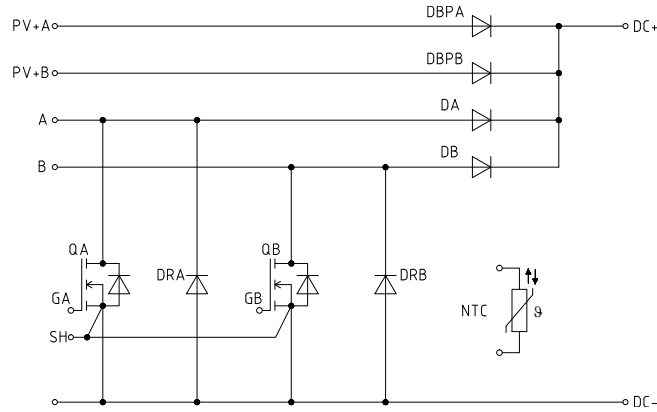 DBPA
PV+A
DC+
DBPB
PV+B
DA
A
DB
B
QA
QB
DRA
DRB
GA
GB
NTC
ϑ
SH
DC-